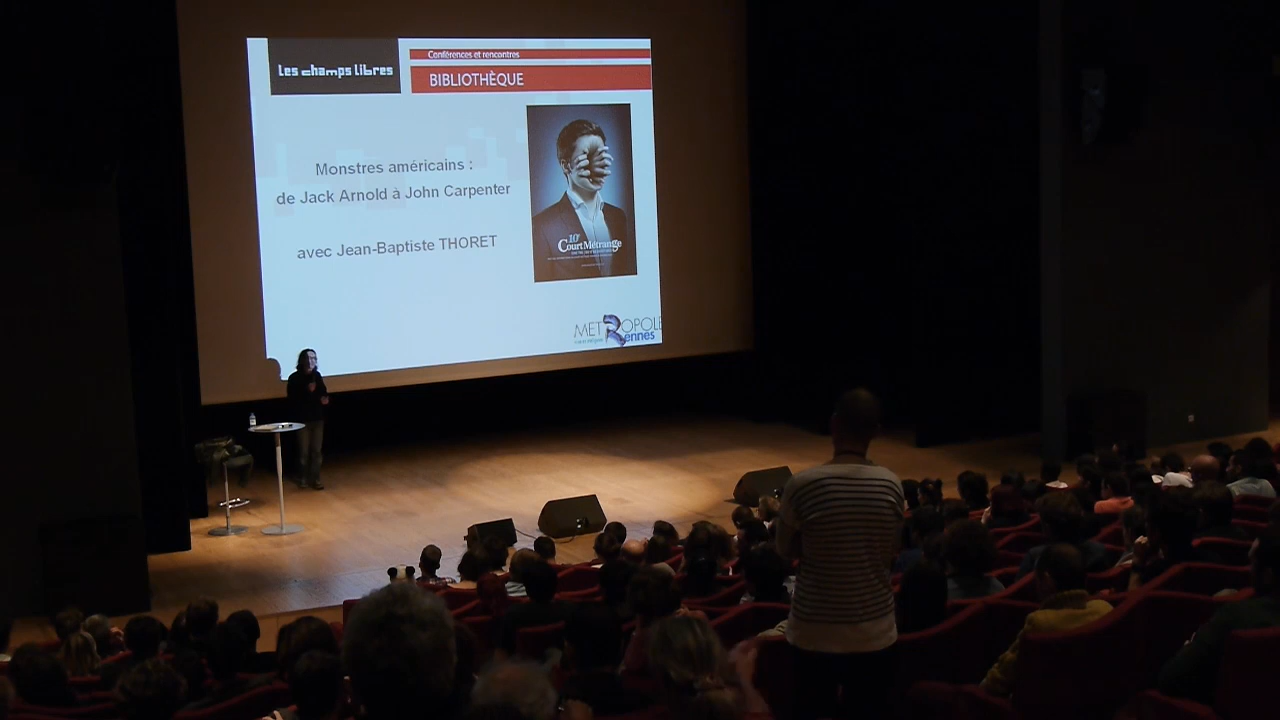 Les champs Libres
Conférences et rencontres
BIBLIOTHÈQUE
Monstres américains :
de Jack Arnold à John Carpenter
avec Jean-Baptiste THORET
10e
CourtMétrange
METROPOLE
Rennes